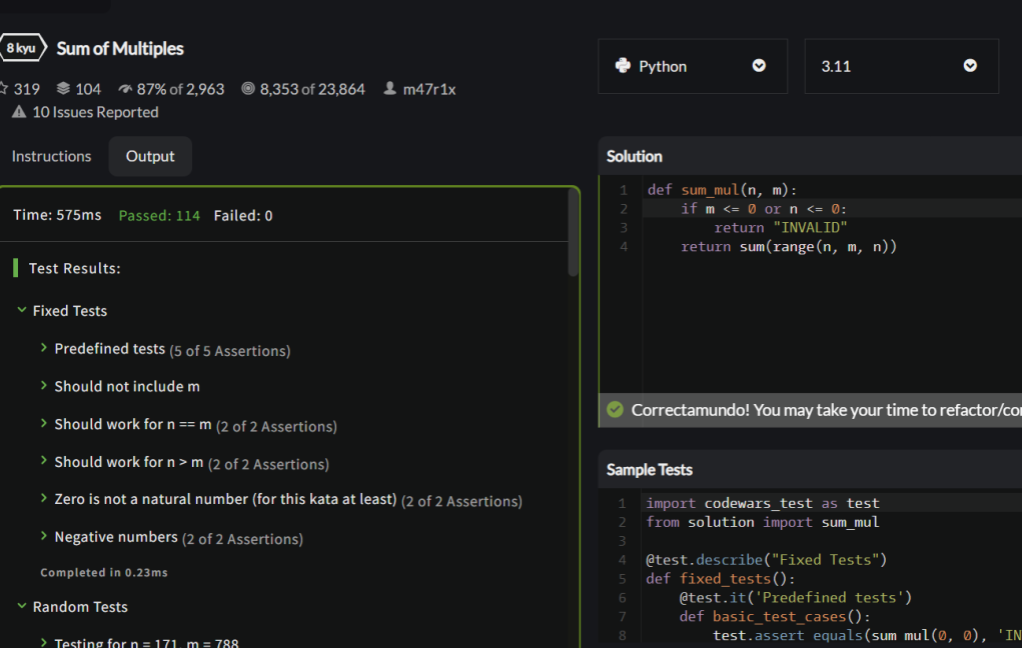 8 kyu Sum of Multiples
319 104 87% of 2,963 8,353 of 23,864 m47r1x
10 Issues Reported
Instructions Output
Time: 575ms Passed: 114 Failed: 0
Test Results:
Fixed Tests
Predefined tests (5 of 5 Assertions)
Should not include m
Should work for n == m (2 of 2 Assertions)
Should work for n > m (2 of 2 Assertions)
Zero is not a natural number (for this kata at least) (2 of 2 Assertions)
Negative numbers (2 of 2 Assertions)
Completed in 0.23ms
Random Tests
Testing for n = 171, m = 788
Python 3.11
Solution
1 def sum_mul(n, m):
2 if m <= 0 or n <= 0:
3 return "INVALID"
4 return sum(range(n, m, n))
Correctamundo! You may take your time to refactor/co
Sample Tests
1 import codewars_test as test
2 from solution import sum_mul
3
4 @test.describe("Fixed Tests")
5 def fixed_tests():
6 @test.it('Predefined tests')
7 def basic_test_cases():
8 test.assert_equals(sum_mul(0, 0), 'IN